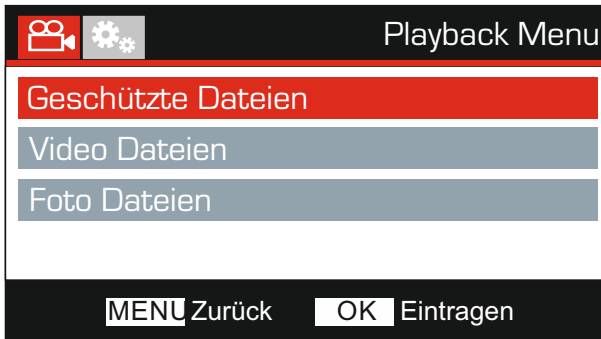 Playback Menu
Geschützte Dateien
Video Dateien
Foto Dateien
MENU Zurück OK Eintragen